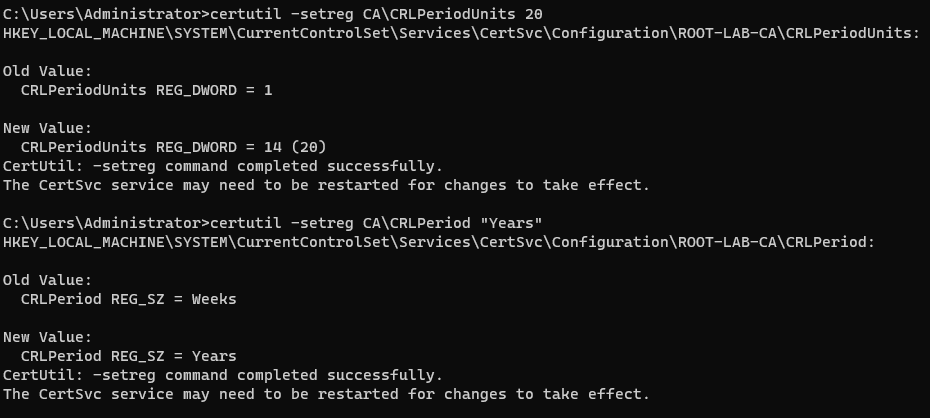 C:\Users\Administrator>certutil -setreg CA\CRLPeriodUnits 20
HKEY_LOCAL_MACHINE\SYSTEM\CurrentControlSet\Services\CertSvc\Configuration\ROOT-LAB-CA\CRLPeriodUnits:
Old Value:
  CRLPeriodUnits REG_DWORD = 1
New Value:
  CRLPeriodUnits REG_DWORD = 14 (20)
CertUtil: -setreg command completed successfully.
The CertSvc service may need to be restarted for changes to take effect.
C:\Users\Administrator>certutil -setreg CA\CRLPeriod "Years"
HKEY_LOCAL_MACHINE\SYSTEM\CurrentControlSet\Services\CertSvc\Configuration\ROOT-LAB-CA\CRLPeriod:
Old Value:
  CRLPeriod REG_SZ = Weeks
New Value:
  CRLPeriod REG_SZ = Years
CertUtil: -setreg command completed successfully.
The CertSvc service may need to be restarted for changes to take effect.